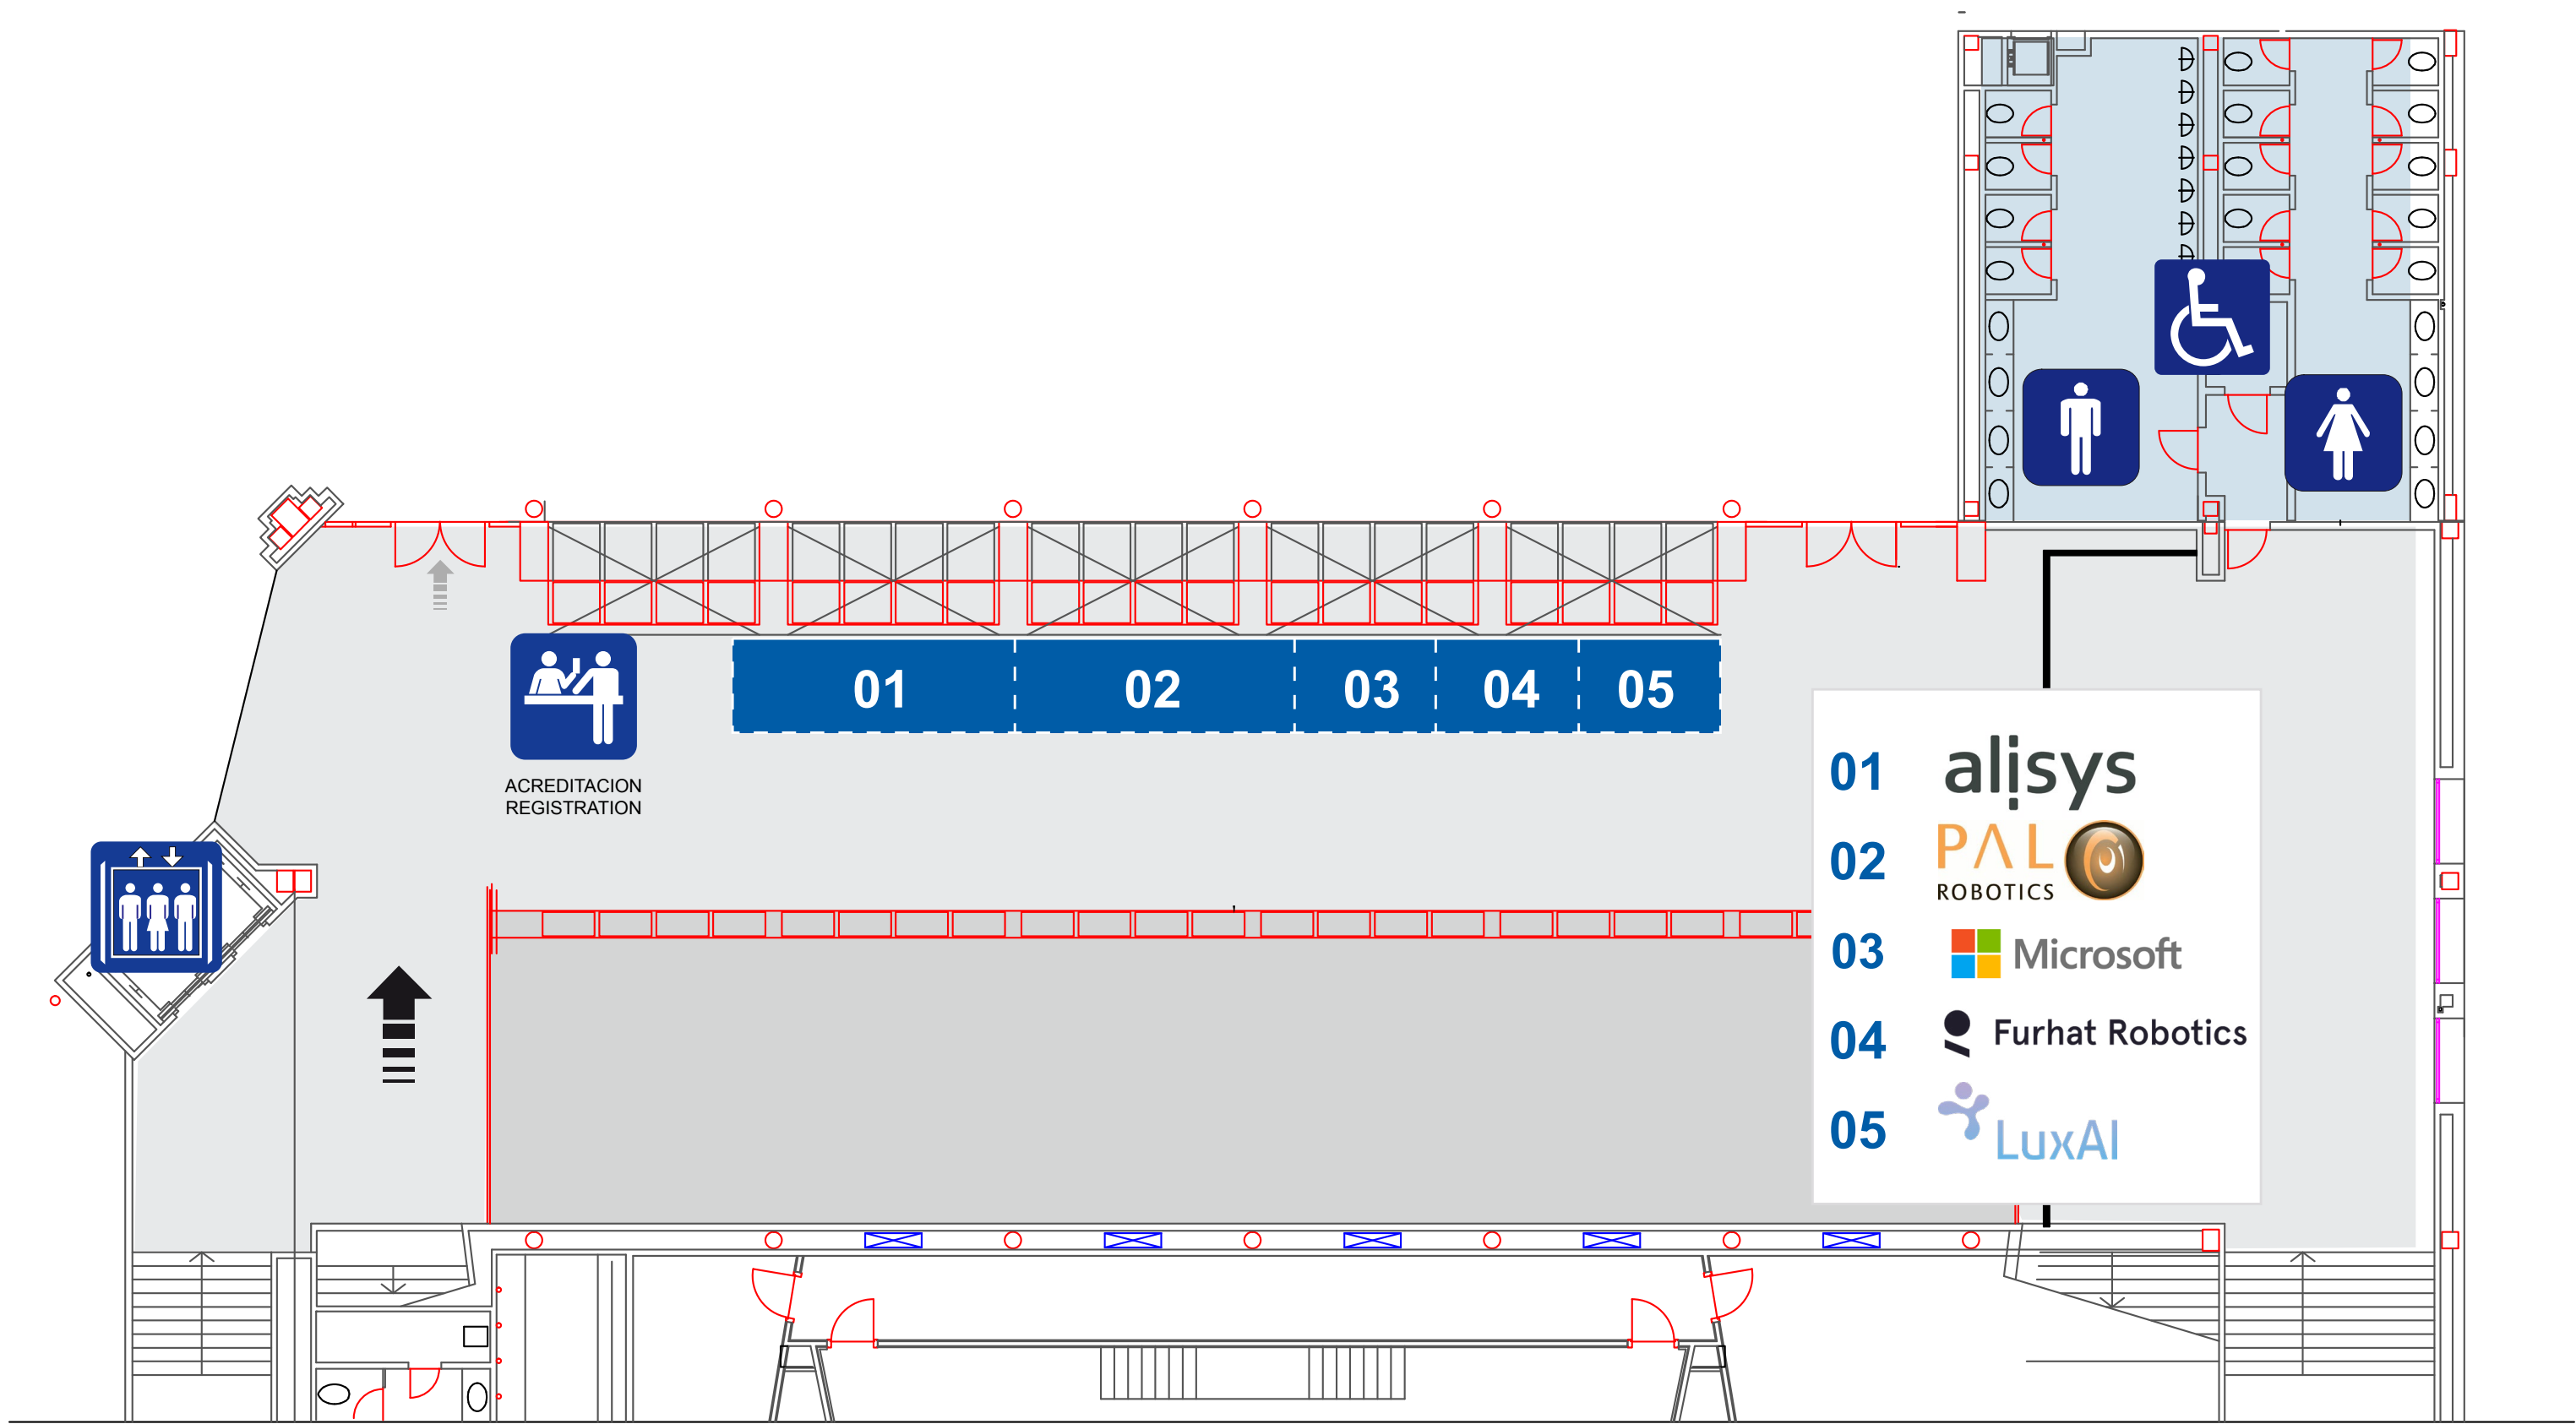 01 02 03 04 05
ACREDITACION
REGISTRATION
01 alisys
02 PAL
ROBOTICS
03 Microsoft
04 Furhat Robotics
05 LuxAI